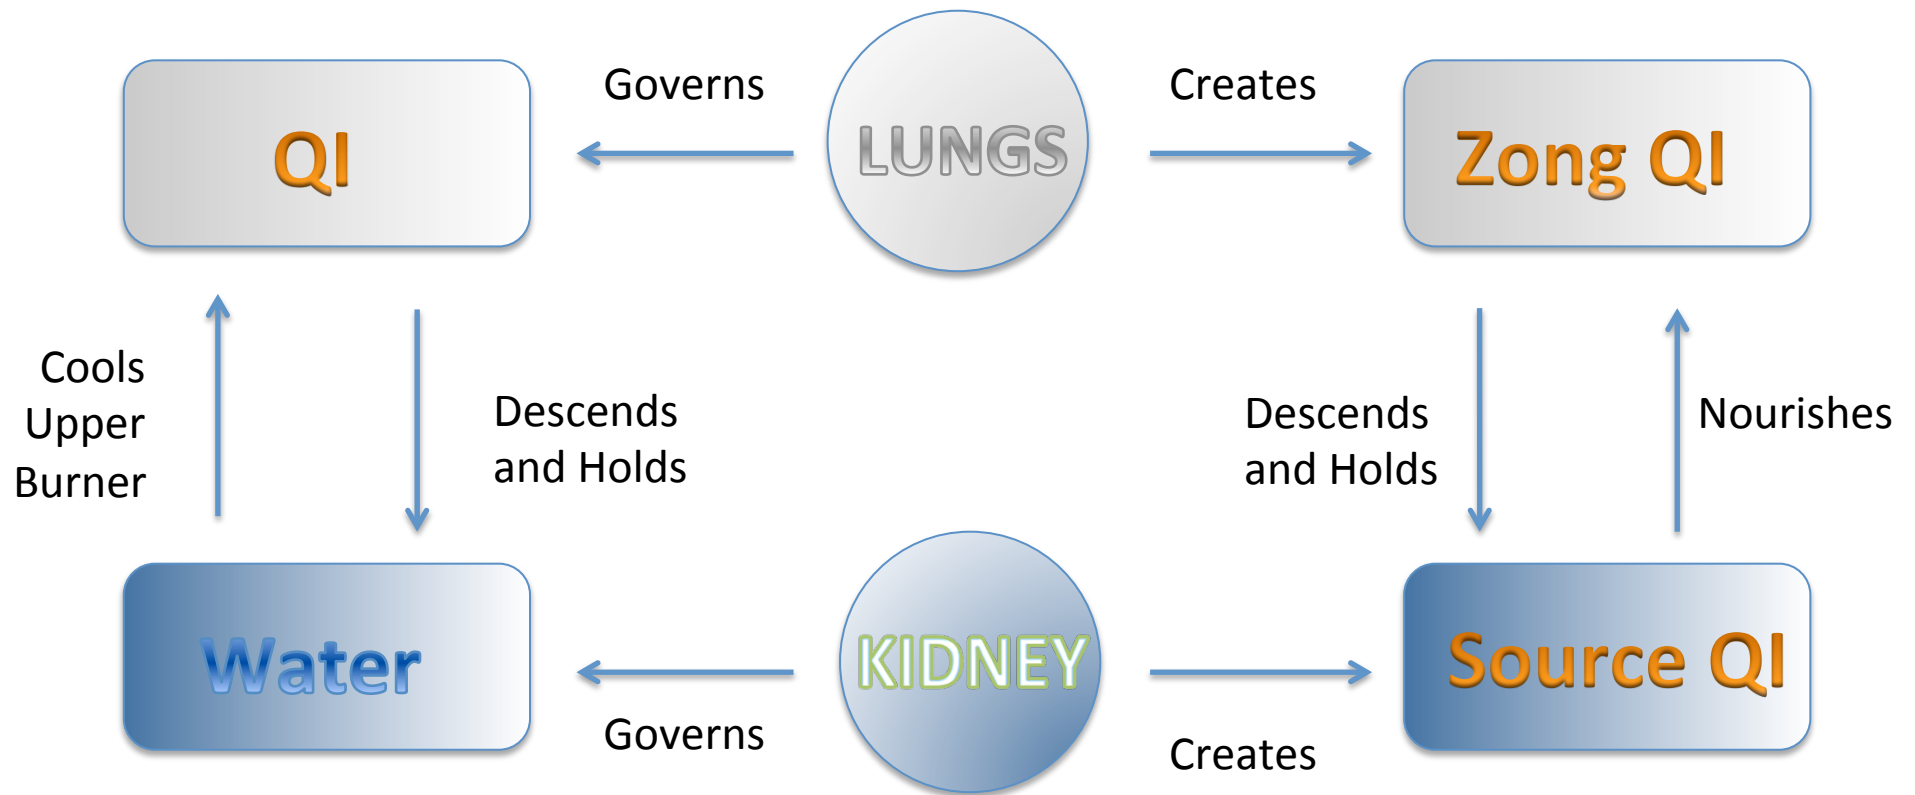 Governs
Creates
QI
LUNGS
Zong QI
Cools
Upper
Burner
Descends
and Holds
Descends
and Holds
Nourishes
Water
KIDNEY
Source QI
Governs
Creates